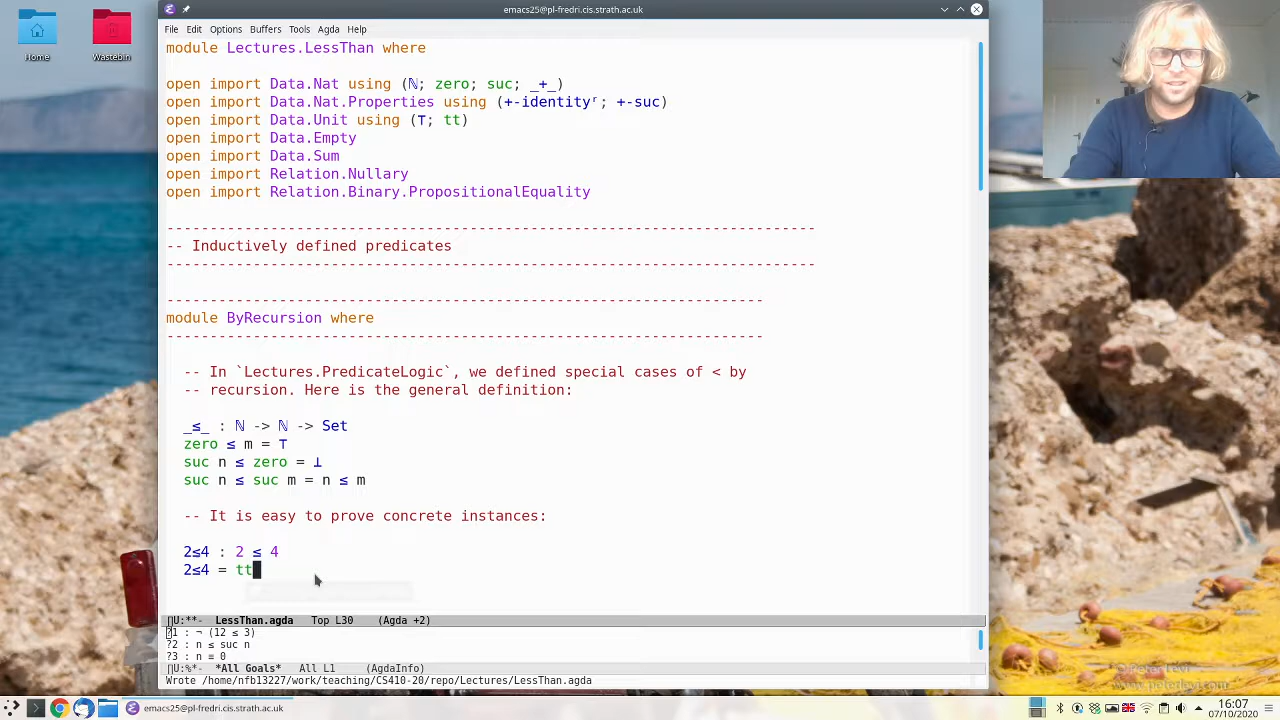 emacs25@pl-fredri.cis.strath.ac.uk
Home
Wastebin
File Edit Options Buffers Tools Agda Help
module Lectures.LessThan where
open import Data.Nat using (ℕ; zero; suc; _+_)
open import Data.Nat.Properties using (+-identityʳ; +-suc)
open import Data.Unit using (⊤; tt)
open import Data.Empty
open import Data.Sum
open import Relation.Nullary
open import Relation.Binary.PropositionalEquality
---------------------------------------------------------------------------
-- Inductively defined predicates
---------------------------------------------------------------------------
---------------------------------------------------------------------
module ByRecursion where
---------------------------------------------------------------------
-- In `Lectures.PredicateLogic`, we defined special cases of < by
-- recursion. Here is the general definition:
_≤_ : ℕ -> ℕ -> Set
zero ≤ m = ⊤
suc n ≤ zero = ⊥
suc n ≤ suc m = n ≤ m
-- It is easy to prove concrete instances:
2≤4 : 2 ≤ 4
2≤4 = tt
U:**- LessThan.agda Top L30 (Agda +2)
?1 : ¬ (12 ≤ 3)
?2 : n ≤ suc n
?3 : n ≡ 0
U:%*- *All Goals* All L1 (AgdaInfo)
Wrote /home/nfb13227/work/teaching/CS410-20/Lectures/LessThan.agda
www.peterlevi.com
emacs25@pl-fredri.cis.strath.ac.uk
16:07
07/10/2020